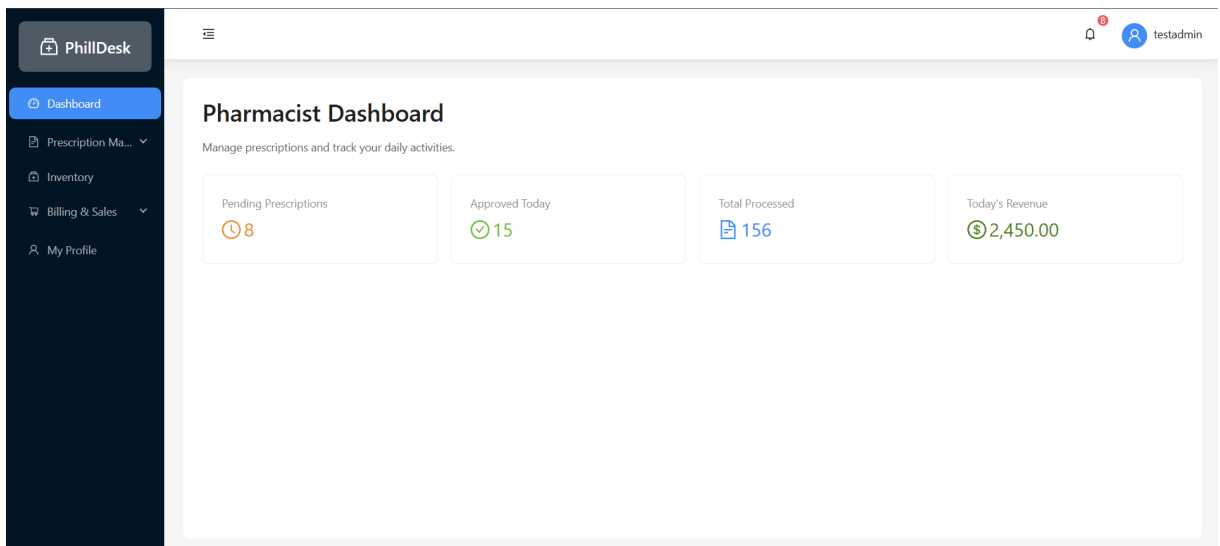 PhillDesk
Dashboard
Prescription Ma...
Inventory
Billing & Sales
My Profile
8
testadmin
Pharmacist Dashboard
Manage prescriptions and track your daily activities.
Pending Prescriptions
8
Approved Today
15
Total Processed
156
Today's Revenue
$ 2,450.00